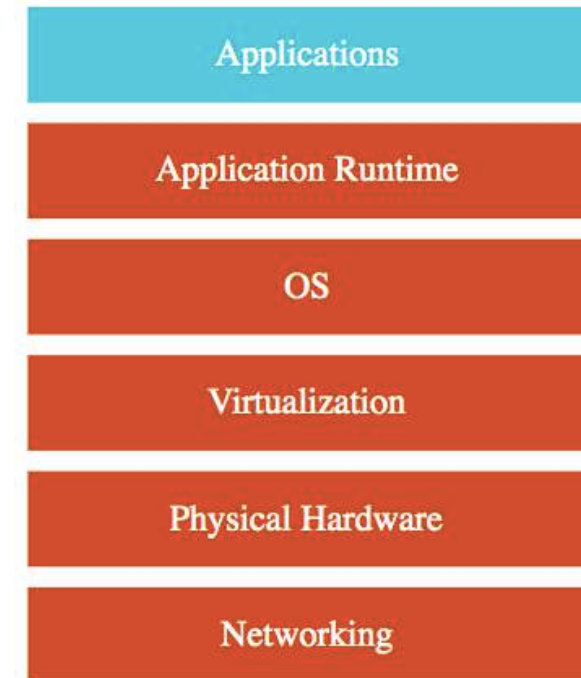 Applications
Application Runtime
OS
Virtualization
Physical Hardware
Networking